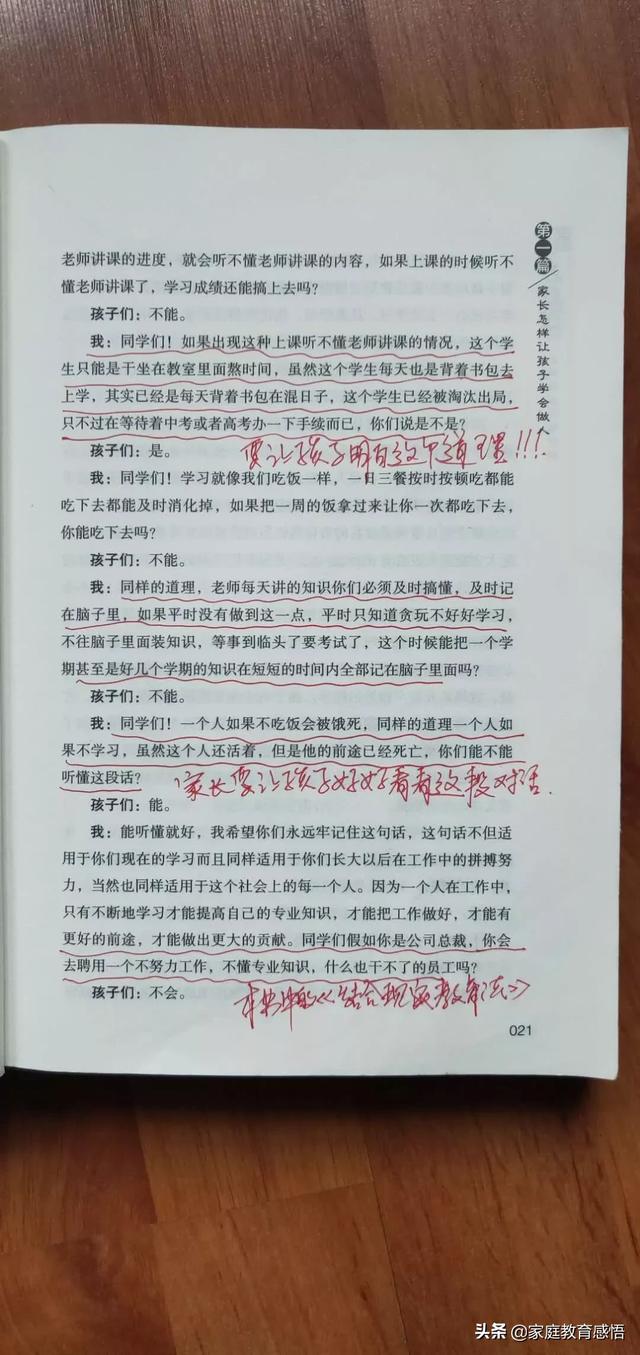 第一篇 家长怎样让孩子学会做人
老师讲课的进度，就会听不懂老师讲课的内容，如果上课的时候听不
懂老师讲课了，学习成绩还能搞上去吗？
孩子们：不能。
我：同学们！如果出现这种上课听不懂老师讲课的情况，这个学
生只能是干坐在教室里面熬时间，虽然这个学生每天也是背着书包去
上学，其实已经是每天背着书包在混日子，这个学生已经被淘汰出局，
只不过在等待着中考或者高考办一下手续而已，你们说是不是？
孩子们：是。
要让孩子明白这个道理!!!
我：同学们！学习就像我们吃饭一样，一日三餐按时按顿吃都能
吃下去都能及时消化掉，如果把一周的饭拿过来让你一次都吃下去，
你能吃下去吗？
孩子们：不能。
我：同样的道理，老师每天讲的知识你们必须及时搞懂，及时记
在脑子里，如果平时没有做到这一点，平时只知道贪玩不好好学习，
不往脑子里面装知识，等事到临头了要考试了，这个时候能把一个学
期甚至是好几个学期的知识在短短的时间内全部记在脑子里面吗？
孩子们：不能。
我：同学们！一个人如果不吃饭会被饿死，同样的道理一个人如
果不学习，虽然这个人还活着，但是他的前途已经死亡，你们能不能
听懂这段话？
家长要让孩子好好看看这段对话.
孩子们：能。
我：能听懂就好，我希望你们永远牢记住这句话，这句话不但适
用于你们现在的学习而且同样适用于你们长大以后在工作中的拼搏努
力，当然也同样适用于这个社会上的每一个人。因为一个人在工作中，
只有不断地学习才能提高自己的专业知识，才能把工作做好，才能有
更好的前途，才能做出更大的贡献。同学们假如你是公司总裁，你会
去聘用一个不努力工作，不懂专业知识，什么也干不了的员工吗？
孩子们：不会。
本书中的《结合现实教育法》
021
头条 @家庭教育感悟